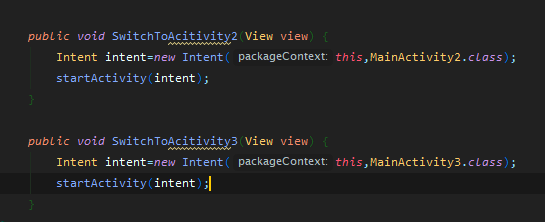 public void SwitchToAcitivity2(View view) {
Intent intent=new Intent( packageContext: this,MainActivity2.class);
startActivity(intent);
}
public void SwitchToAcitivity3(View view) {
Intent intent=new Intent( packageContext: this,MainActivity3.class);
startActivity(intent);
}